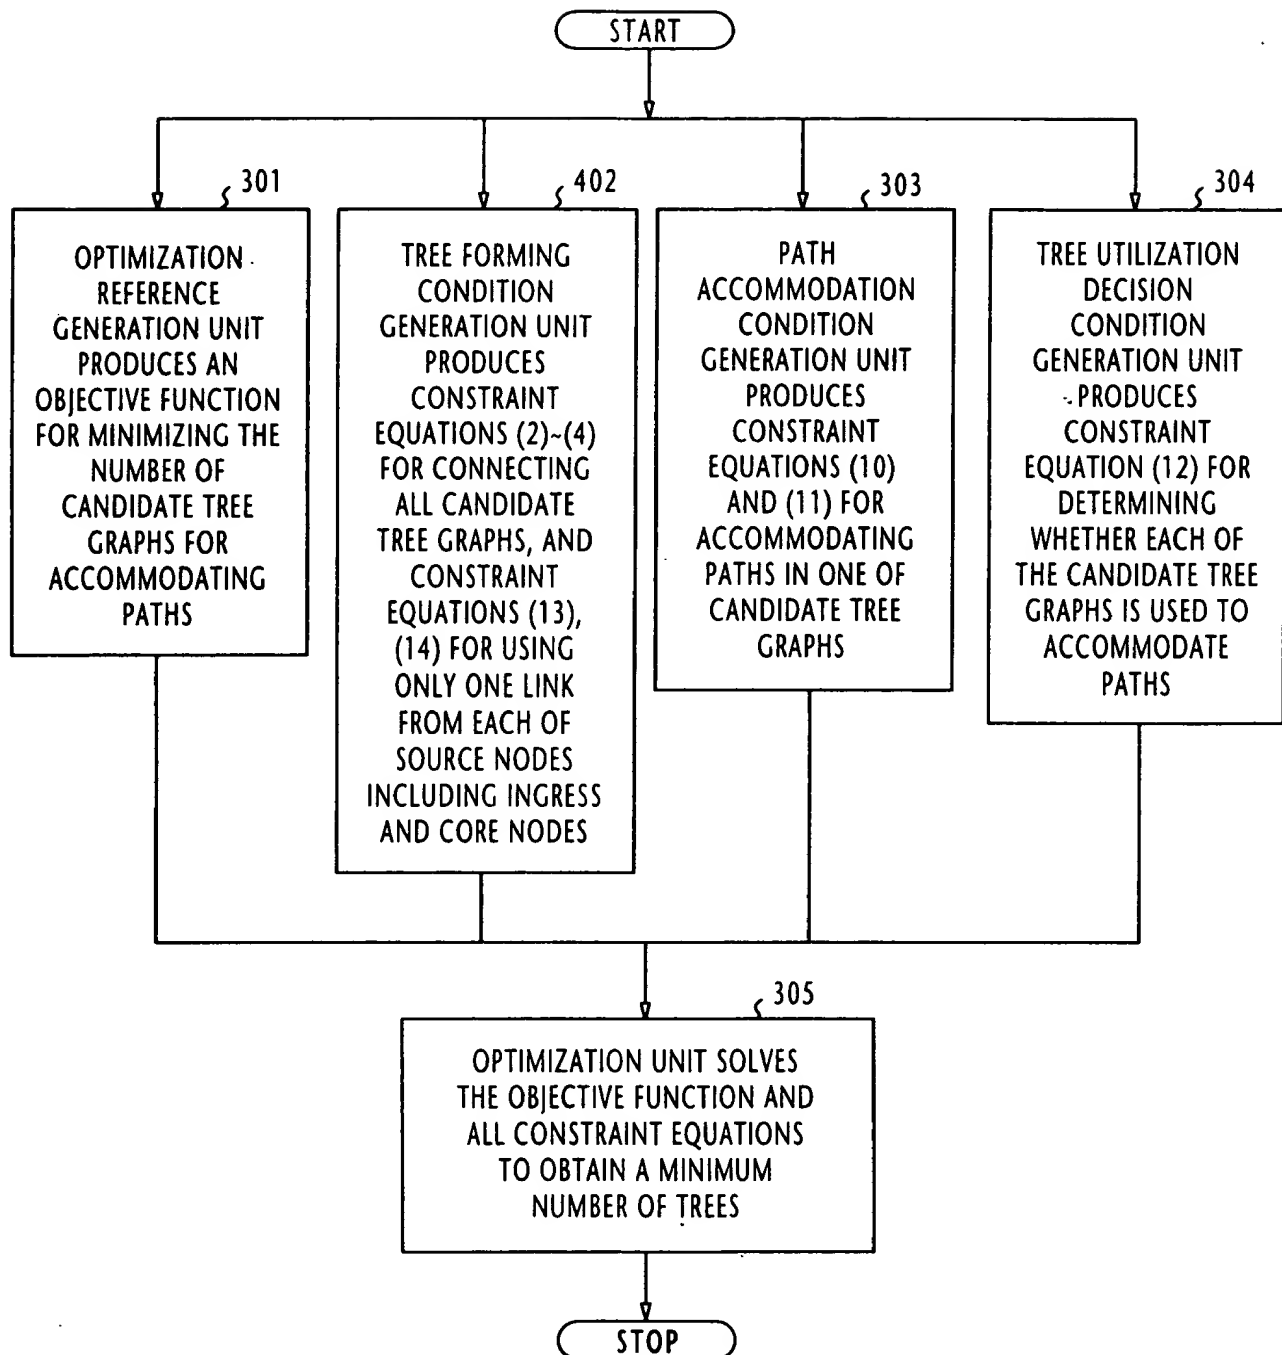 START
301
OPTIMIZATION
REFERENCE
GENERATION UNIT
PRODUCES AN
OBJECTIVE FUNCTION
FOR MINIMIZING THE
NUMBER OF
CANDIDATE TREE
GRAPHS FOR
ACCOMMODATING
PATHS
402
TREE FORMING
CONDITION
GENERATION UNIT
PRODUCES
CONSTRAINT
EQUATIONS (2)~(4)
FOR CONNECTING
ALL CANDIDATE
TREE GRAPHS, AND
CONSTRAINT
EQUATIONS (13),
(14) FOR USING
ONLY ONE LINK
FROM EACH OF
SOURCE NODES
INCLUDING INGRESS
AND CORE NODES
303
PATH
ACCOMMODATION
CONDITION
GENERATION UNIT
PRODUCES
CONSTRAINT
EQUATIONS (10)
AND (11) FOR
ACCOMMODATING
PATHS IN ONE OF
CANDIDATE TREE
GRAPHS
304
TREE UTILIZATION
DECISION
CONDITION
GENERATION UNIT
PRODUCES
CONSTRAINT
EQUATION (12) FOR
DETERMINING
WHETHER EACH OF
THE CANDIDATE TREE
GRAPHS IS USED TO
ACCOMMODATE
PATHS
305
OPTIMIZATION UNIT SOLVES
THE OBJECTIVE FUNCTION AND
ALL CONSTRAINT EQUATIONS
TO OBTAIN A MINIMUM
NUMBER OF TREES
STOP